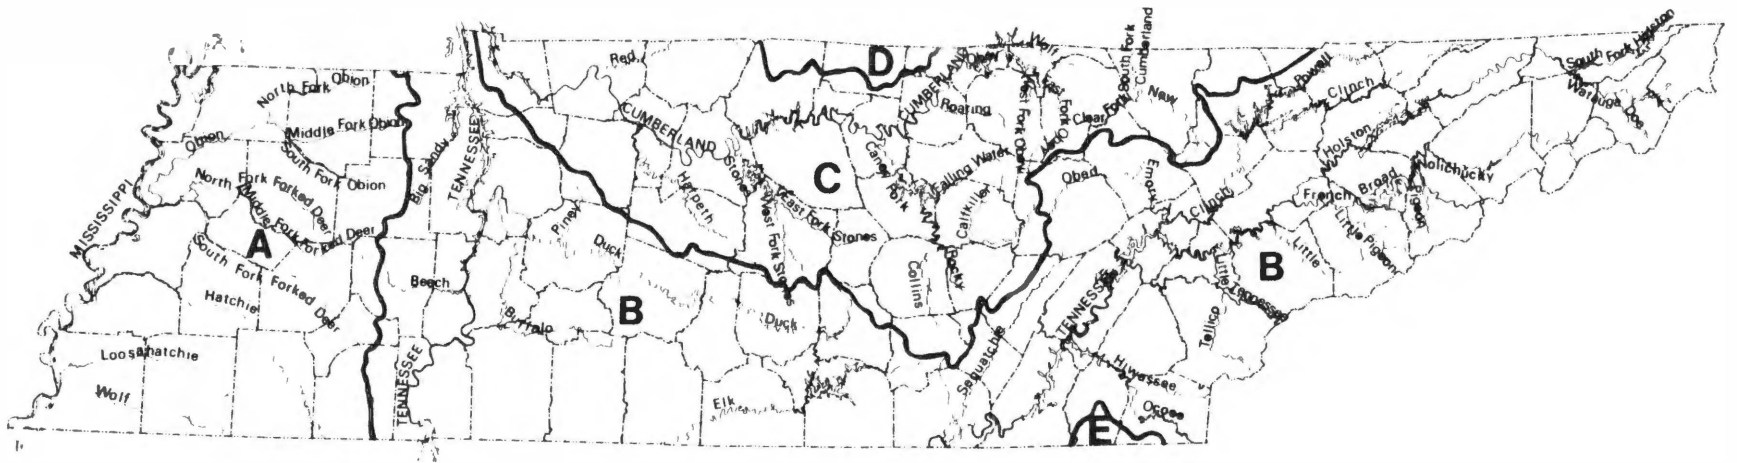 North Fork Obion
Obion
Middle Fork Obion
South Fork Obion
North Fork Forked Deer
Middle Fork Forked Deer
MISSISSIPPI
A
South Fork Forked Deer
Hatchie
Loosahatchie
Wolf
Big Sandy
TENNESSEE
Beech
TENNESSEE
Red
CUMBERLAND
Stones
Harpeth
Piney
Duck
West Fork Stones
East Fork Stones
Buffalo
B
Duck
Elk
D
C
CUMBERLAND
Obey
Wolf
Roaring
West Fork Obey
East Fork Obey
South Fork Cumberland
Clear Fork
New
Caney Fork
Falling Water
Calfkiller
Collins
Rocky
Obed
Emory
Sequatchie
TENNESSEE
Powell
Clinch
Clinch
Holston
South Fork Holston
Watauga
Doe
Nolichucky
French Broad
Pigeon
Little Pigeon
Little
B
Little Tennessee
Tellico
Hiwassee
Ocoee
E